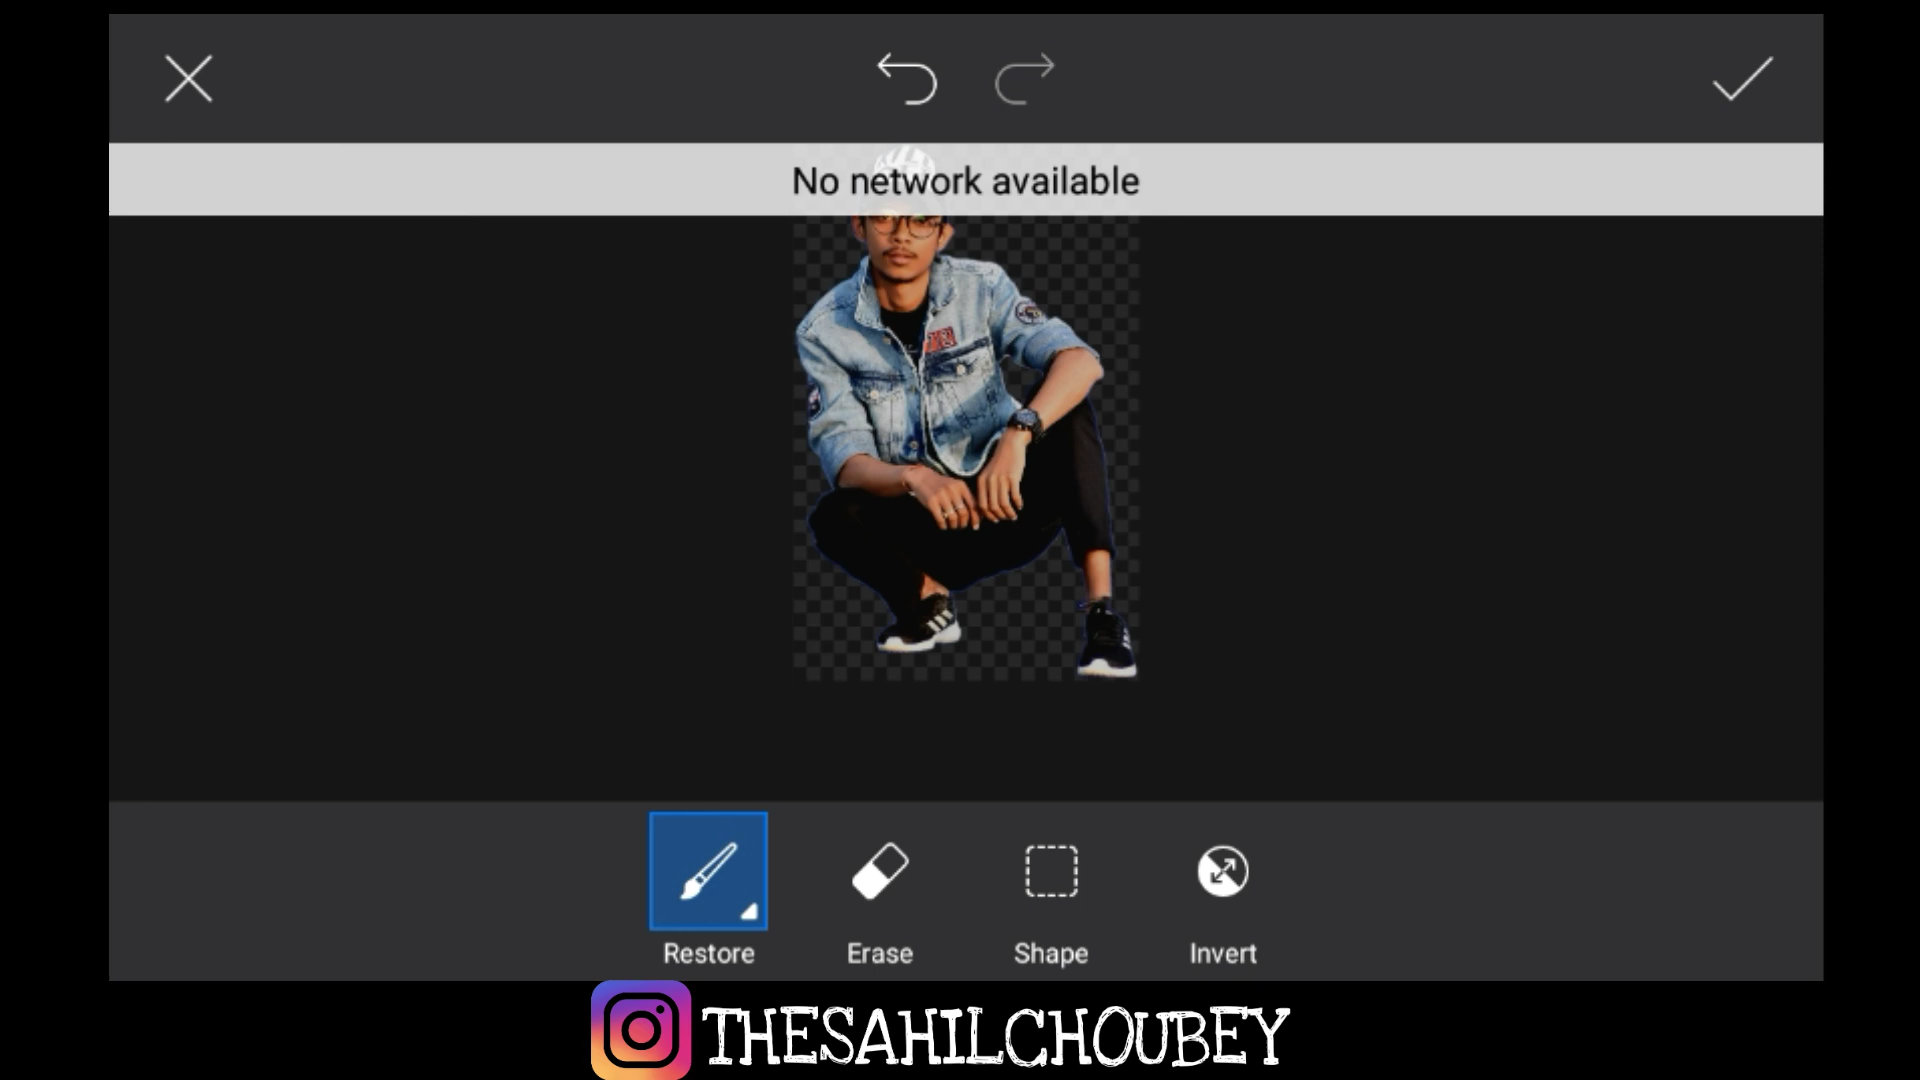 No network available
Restore
Erase
Shape
Invert
THESAHILCHOUBEY